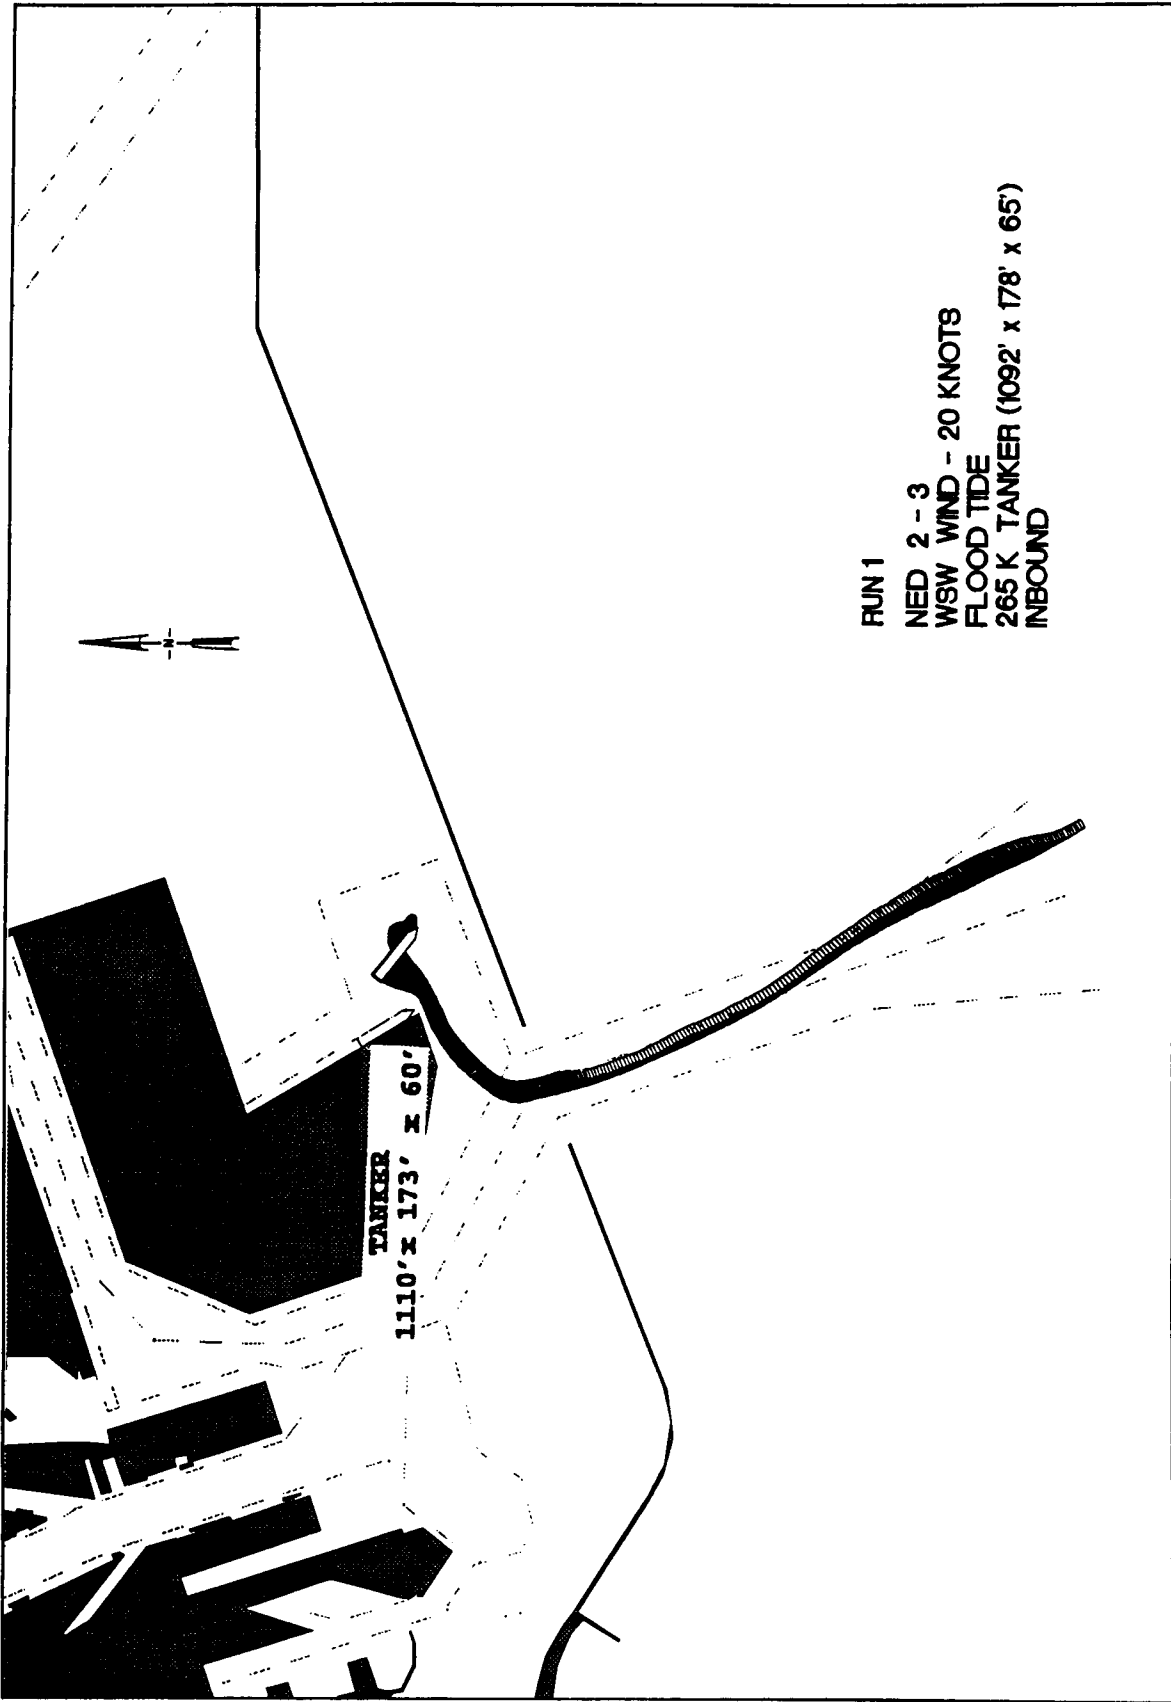 -N-
TANKER
1110'x 173' x 60'
RUN 1
NED 2 - 3
WSW WIND - 20 KNOTS
FLOOD TIDE
265 K TANKER (1092' x 178' x 65')
INBOUND